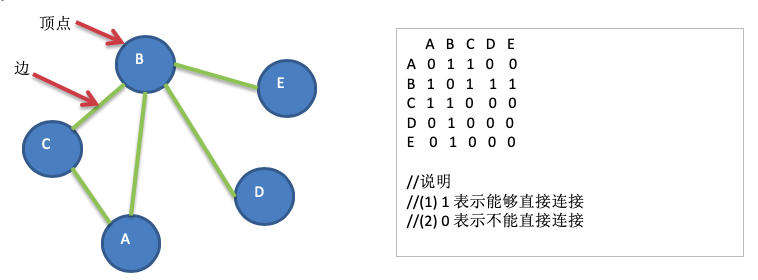 顶点
边
B
E
C
D
A
A B C D E
A 0 1 1 0 0
B 1 0 1 1 1
C 1 1 0 0 0
D 0 1 0 0 0
E 0 1 0 0 0
//说明
//(1) 1 表示能够直接连接
//(2) 0 表示不能直接连接